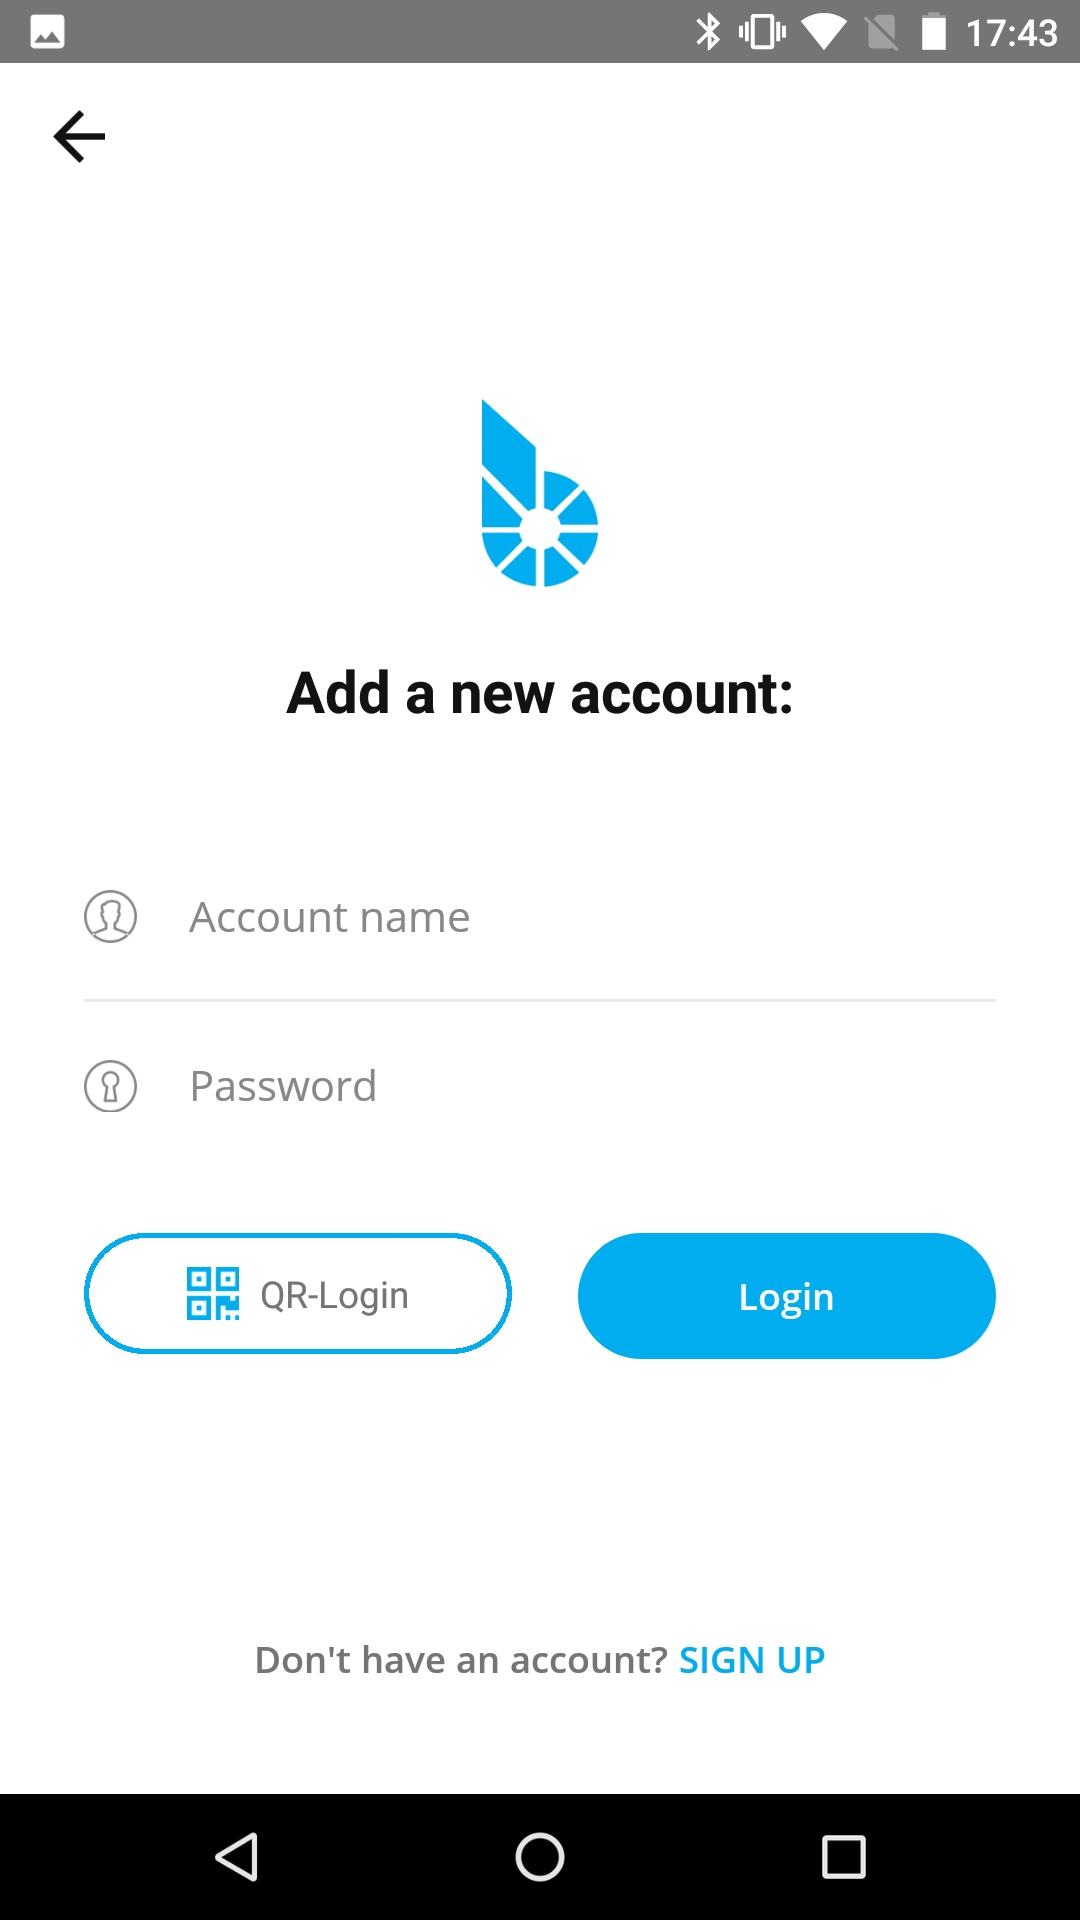 17:43
Add a new account:
Account name
Password
QR-Login
Login
Don't have an account? SIGN UP